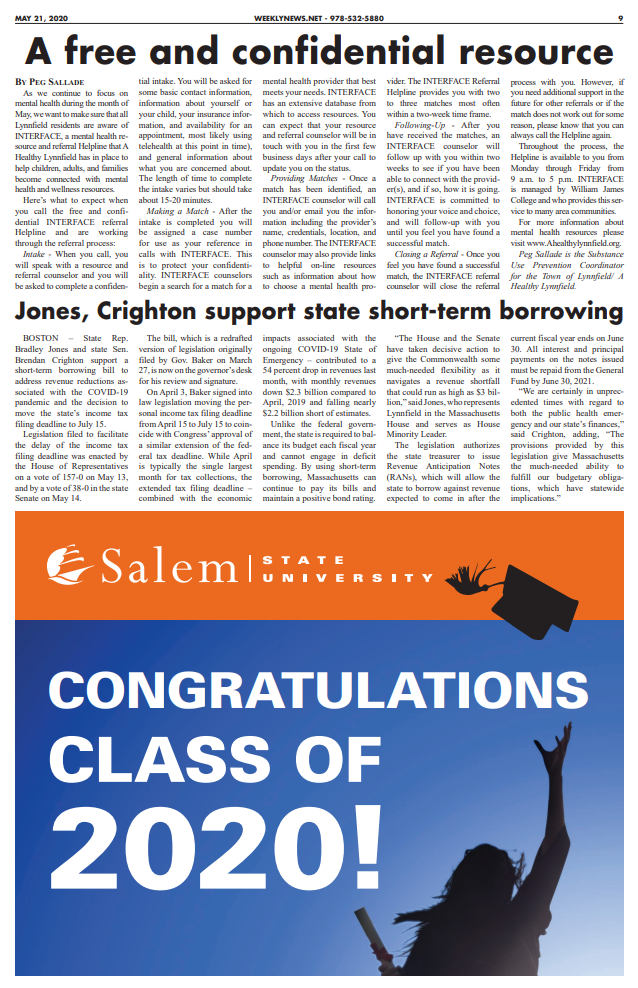 MAY 21, 2020
WEEKLYNEWS.NET - 978-532-5880
9
A free and confidential resource
BY PEG SALLADE
As we continue to focus on
mental health during the month of
May, we want to make sure that all
Lynnfield residents are aware of
INTERFACE, a mental health re-
source and referral Helpline that A
Healthy Lynnfield has in place to
help children, adults, and families
become connected with mental
health and wellness resources.
Here's what to expect when
you call the free and confi-
dential INTERFACE referral
Helpline and are working
through the referral process:
Intake - When you call, you
will speak with a resource and
referral counselor and you will
be asked to complete a confiden-
tial intake. You will be asked for
some basic contact information,
information about yourself or
your child, your insurance infor-
mation, and availability for an
appointment, most likely using
telehealth at this point in time),
and general information about
what you are concerned about.
The length of time to complete
the intake varies but should take
about 15-20 minutes.
Making a Match - After the
intake is completed you will
be assigned a case number
for use as your reference in
calls with INTERFACE. This
is to protect your confidenti-
ality. INTERFACE counselors
begin a search for a match for a
mental health provider that best
meets your needs. INTERFACE
has an extensive database from
which to access resources. You
can expect that your resource
and referral counselor will be in
touch with you in the first few
business days after your call to
update you on the status.
Providing Matches - Once a
match has been identified, an
INTERFACE counselor will call
you and/or email you the infor-
mation including the provider's
name, credentials, location, and
phone number. The INTERFACE
counselor may also provide links
to helpful on-line resources
such as information about how
to choose a mental health pro-
vider. The INTERFACE Referral
Helpline provides you with two
to three matches most often
within a two-week time frame.
Following-Up - After you
have received the matches, an
INTERFACE counselor will
follow up with you within two
weeks to see if you have been
able to connect with the provid-
er(s), and if so, how it is going.
INTERFACE is committed to
honoring your voice and choice,
and will follow-up with you
until you feel you have found a
successful match.
Closing a Referral - Once you
feel you have found a successful
match, the INTERFACE referral
counselor will close the referral
process with you. However, if
you need additional support in the
future for other referrals or if the
match does not work out for some
reason, please know that you can
always call the Helpline again.
Throughout the process, the
Helpline is available to you from
Monday through Friday from
9 a.m. to 5 p.m. INTERFACE
is managed by William James
College and who provides this ser-
vice to many area communities.
For more information about
mental health resources please
visit www.Ahealthylynnfield.org.
Peg Sallade is the Substance
Use Prevention Coordinator
for the Town of Lynnfield/ A
Healthy Lynnfield.
Jones, Crighton support state short-term borrowing
BOSTON – State Rep.
Bradley Jones and state Sen.
Brendan Crighton support a
short-term borrowing bill to
address revenue reductions as-
sociated with the COVID-19
pandemic and the decision to
move the state's income tax
filing deadline to July 15.
Legislation filed to facilitate
the delay of the income tax
filing deadline was enacted by
the House of Representatives
on a vote of 157-0 on May 13,
and by a vote of 38-0 in the state
Senate on May 14.
The bill, which is a redrafted
version of legislation originally
filed by Gov. Baker on March
27, is now on the governor's desk
for his review and signature.
On April 3, Baker signed into
law legislation moving the per-
sonal income tax filing deadline
from April 15 to July 15 to coin-
cide with Congress' approval of
a similar extension of the fed-
eral tax deadline. While April
is typically the single largest
month for tax collections, the
extended tax filing deadline –
combined with the economic
impacts associated with the
ongoing COVID-19 State of
Emergency – contributed to a
54 percent drop in revenues last
month, with monthly revenues
down $2.3 billion compared to
April, 2019 and falling nearly
$2.2 billion short of estimates.
Unlike the federal govern-
ment, the state is required to bal-
ance its budget each fiscal year
and cannot engage in deficit
spending. By using short-term
borrowing, Massachusetts can
continue to pay its bills and
maintain a positive bond rating.
“The House and the Senate
have taken decisive action to
give the Commonwealth some
much-needed flexibility as it
navigates a revenue shortfall
that could run as high as $3 bil-
lion,” said Jones, who represents
Lynnfield in the Massachusetts
House and serves as House
Minority Leader.
The legislation authorizes
the state treasurer to issue
Revenue Anticipation Notes
(RANs), which will allow the
state to borrow against revenue
expected to come in after the
current fiscal year ends on June
30. All interest and principal
payments on the notes issued
must be repaid from the General
Fund by June 30, 2021.
“We are certainly in unprec-
edented times with regard to
both the public health emer-
gency and our state's finances,”
said Crighton, adding, “The
provisions provided by this
legislation give Massachusetts
the much-needed ability to
fulfill our budgetary obliga-
tions, which have statewide
implications.”
Salem STATE
UNIVERSITY
CONGRATULATIONS
CLASS OF
2020!